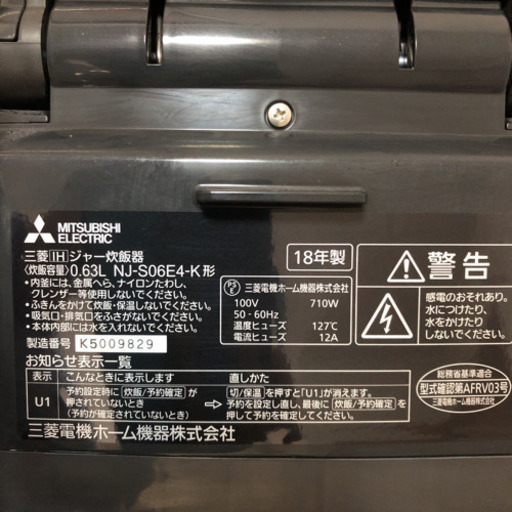 MITSUBISHI
ELECTRIC
三菱IHジャー炊飯器
〈炊飯容量〉0.63L NJ-S06E4-K形
・内釜には、金属へら、ナイロンたわし、
クレンザー等使用しないでください。
・ふきんをかけて炊飯・保温しないでください。
・吸気口・排気口をふさがないでください。
・本体内部には水を入れないでください。
製造番号 K5009829
18年製
三菱電機ホーム機器株式会社
100V 710W
50・60Hz
温度ヒューズ 127℃
電流ヒューズ 12A
警告
感電のおそれあり。
水につけたり、
水をかけたり
しないでください。
お知らせ表示一覧
表示 こんなときに表示します 直しかた
U1 予約設定時に 炊飯/予約確定 が
押されていないとき
(予約が確定されていないとき)
切/保温 を押すと「U1」が消えます。
予約を設定し直し、最後に 炊飯/予約確定 を
押して予約を確定してください。
三菱電機ホーム機器株式会社
総務省基準適合
型式確認第AFRV03号
三菱電機ホーム機器株式会社